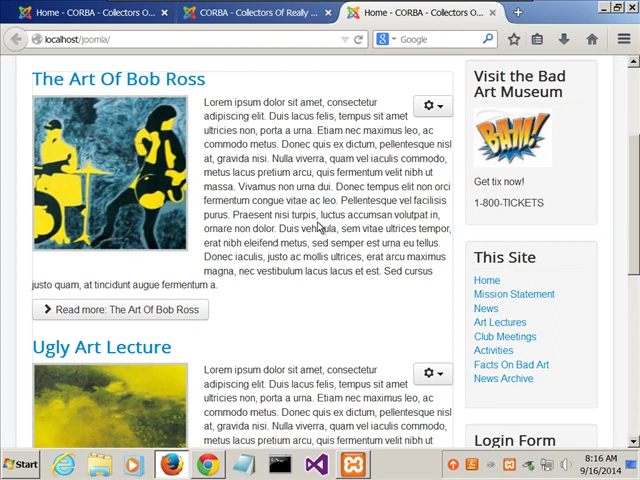 Home - CORBA - Collectors O...
CORBA - Collectors Of Really ...
Home - CORBA - Collectors O...
localhost/joomla/
Google
The Art Of Bob Ross
Lorem ipsum dolor sit amet, consectetur
adipiscing elit. Duis lacus felis, tempus sit amet
ultricies non, porta a urna. Etiam nec maximus leo, ac
commodo metus. Donec quis ex dictum, pellentesque nisl
at, gravida nisi. Nulla viverra, quam vel iaculis commodo,
metus lacus pretium arcu, quis fermentum velit nibh ut
massa. Vivamus non urna dui. Donec tempus elit non orci
fermentum congue vitae ac leo. Pellentesque vel facilisis
purus. Praesent nisi turpis, luctus accumsan volutpat in,
ornare non dolor. Duis vehicula, sem vitae ultrices tempor,
erat nibh eleifend metus, sed semper est urna eu tellus.
Donec iaculis, justo ac mollis ultrices, erat arcu maximus
magna, nec vestibulum lacus lacus et est. Sed cursus
justo quam, at tincidunt augue fermentum a.
Read more: The Art Of Bob Ross
Ugly Art Lecture
Lorem ipsum dolor sit amet, consectetur
adipiscing elit. Duis lacus felis, tempus sit amet
ultricies non, porta a urna. Etiam nec maximus leo, ac
commodo metus. Donec quis ex dictum, pellentesque nisl
at, gravida nisi. Nulla viverra, quam vel iaculis commodo,
metus lacus pretium arcu, quis fermentum velit nibh ut
Visit the Bad
Art Museum
BAM!
Get tix now!
1-800-TICKETS
This Site
Home
Mission Statement
News
Art Lectures
Club Meetings
Activities
Facts On Bad Art
News Archive
Login Form
Start
8:16 AM
9/16/2014